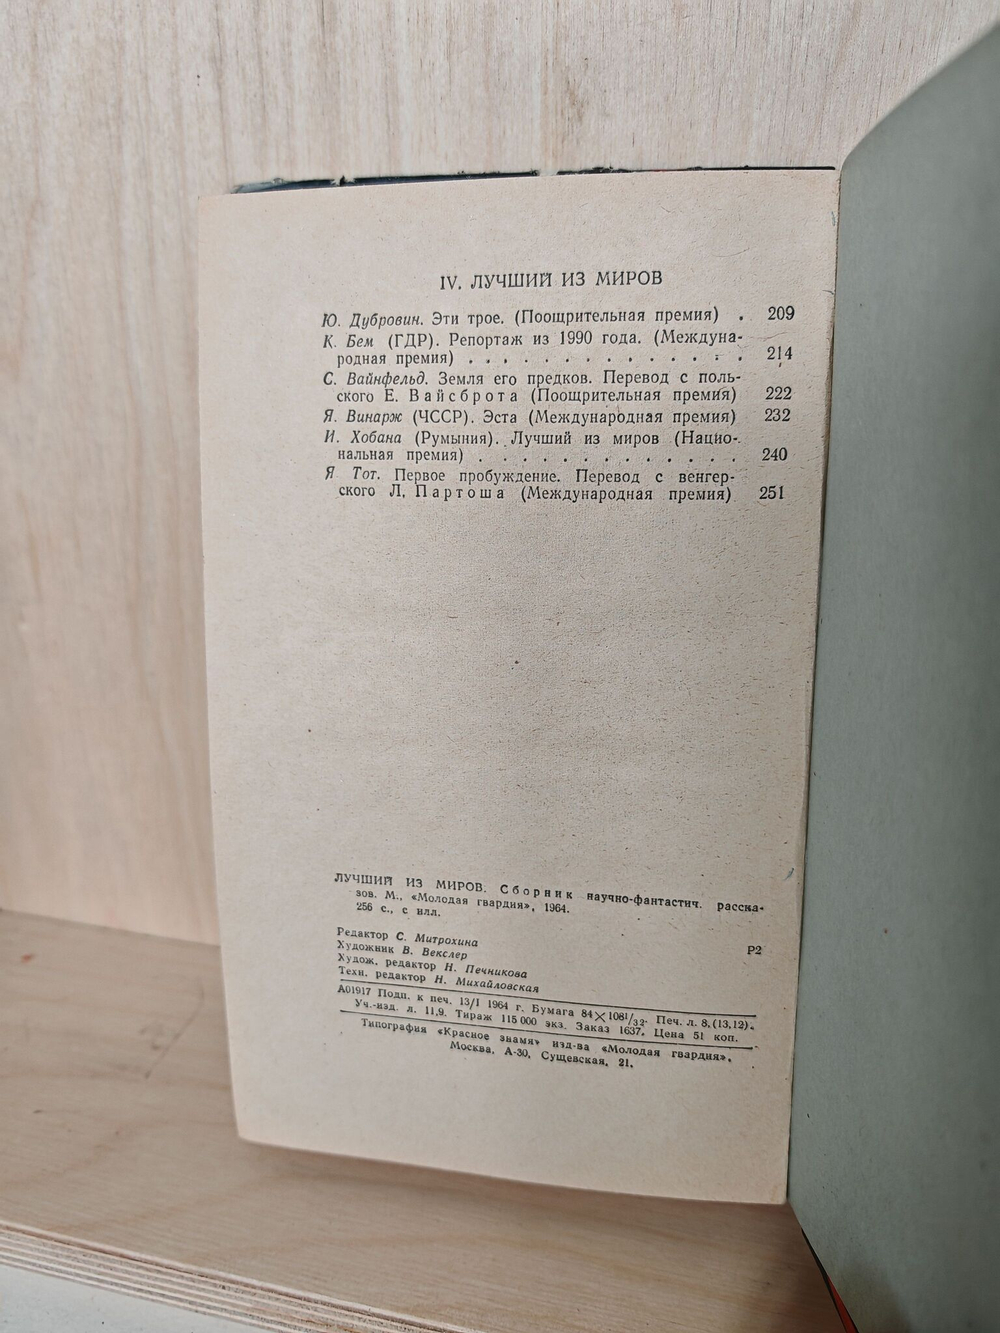 IV. ЛУЧШИЙ ИЗ МИРОВ
Ю. Дубровин. Эти трое. (Поощрительная премия) . 209
К. Бем (ГДР). Репортаж из 1990 года. (Междуна-
родная премия) . . . . . . . . . . . . . 214
С. Вайнфельд. Земля его предков. Перевод с поль-
ского Е. Вайсброта (Поощрительная премия) 222
Я. Винарж (ЧССР). Эста (Международная премия) 232
И. Хобана (Румыния). Лучший из миров (Нацио-
нальная премия) . . . . . . . . . . . . 240
Я Тот. Первое пробуждение. Перевод с венгер-
ского Л. Партоша (Международная премия) 251
ЛУЧШИЙ ИЗ МИРОВ. Сборник научно-фантастич. расска-
зов. М., «Молодая гвардия», 1964.
256 с., с илл.
Р2
Редактор С. Митрохина
Художник В. Векслер
Худож. редактор Н. Печникова
Техн. редактор Н. Михайловская
А01917 Подп. к печ. 13/I 1964 г. Бумага 84×108¹/₃₂. Печ. л. 8,(13,12).
Уч.-изд. л. 11,9. Тираж 115 000 экз. Заказ 1637. Цена 51 коп.
Типография «Красное знамя» изд-ва «Молодая гвардия».
Москва, А-30, Сущевская, 21.